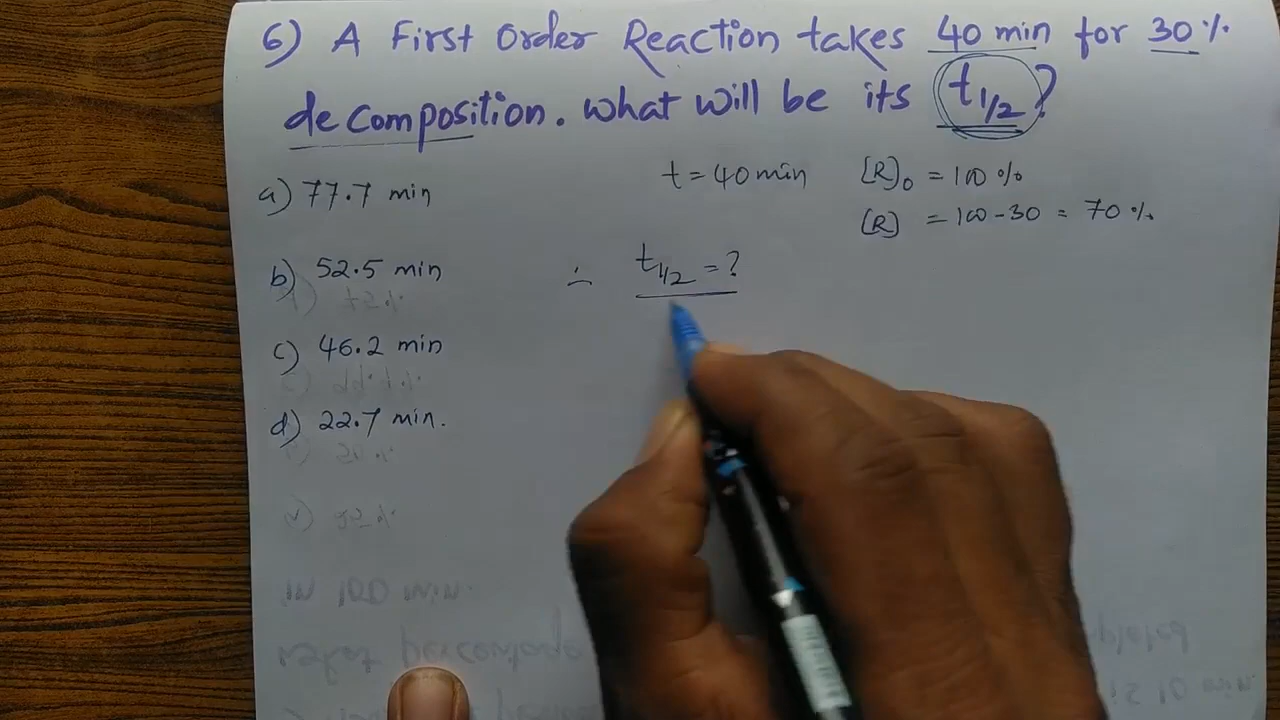 6) A First Order Reaction takes 40 min for 30%
decomposition. What will be its t1/2?
a) 77.7 min
t = 40 min
[R]0 = 100%
[R] = 100-30 = 70%
b) 52.5 min
∴ t1/2 = ?
c) 46.2 min
d) 22.7 min.